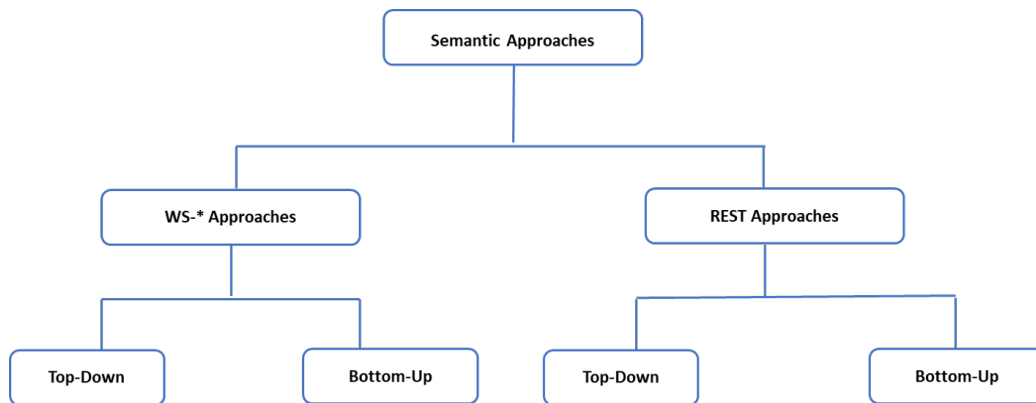 Semantic Approaches
WS-* Approaches
REST Approaches
Top-Down
Bottom-Up
Top-Down
Bottom-Up